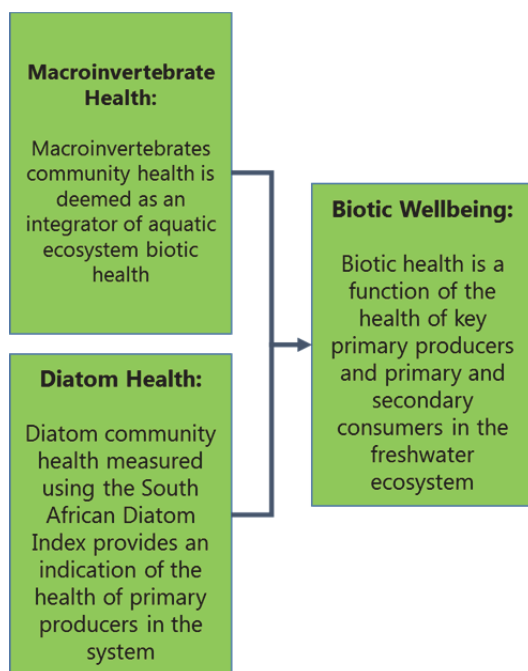 Macroinvertebrate
Health:
Macroinvertebrates
community health is
deemed as an
integrator of aquatic
ecosystem biotic
health
Diatom Health:
Diatom community
health measured
using the South
African Diatom
Index provides an
indication of the
health of primary
producers in the
system
Biotic Wellbeing:
Biotic health is a
function of the
health of key
primary producers
and primary and
secondary
consumers in the
freshwater
ecosystem